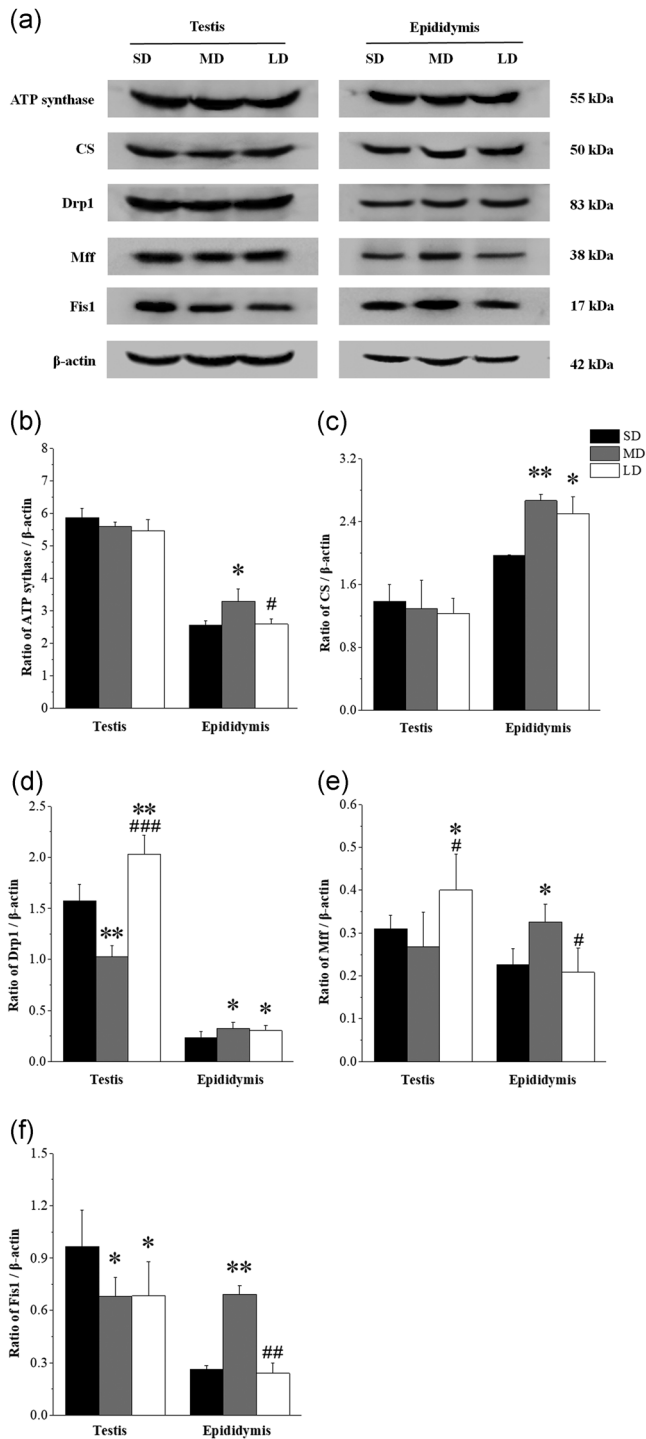 (a)
Testis
Epididymis
SD MD LD
SD MD LD
ATP synthase
55 kDa
CS
50 kDa
Drp1
83 kDa
Mff
38 kDa
Fis1
17 kDa
β-actin
42 kDa
(b)
Ratio of ATP sythase / β-actin
8
7
6
5
4
3
2
1
0
*
#
Testis Epididymis
(c)
SD
MD
LD
Ratio of CS / β-actin
3.2
2.4
1.6
0.8
0.0
**
*
Testis Epididymis
(d)
Ratio of Drp1 / β-actin
2.5
2.0
1.5
1.0
0.5
0.0
**
**
###
*
*
Testis Epididymis
(e)
Ratio of Mff / β-actin
0.6
0.5
0.4
0.3
0.2
0.1
0.0
*
#
*
#
Testis Epididymis
(f)
Ratio of Fis1 / β-actin
1.5
1.2
0.9
0.6
0.3
0.0
*
*
**
##
Testis Epididymis